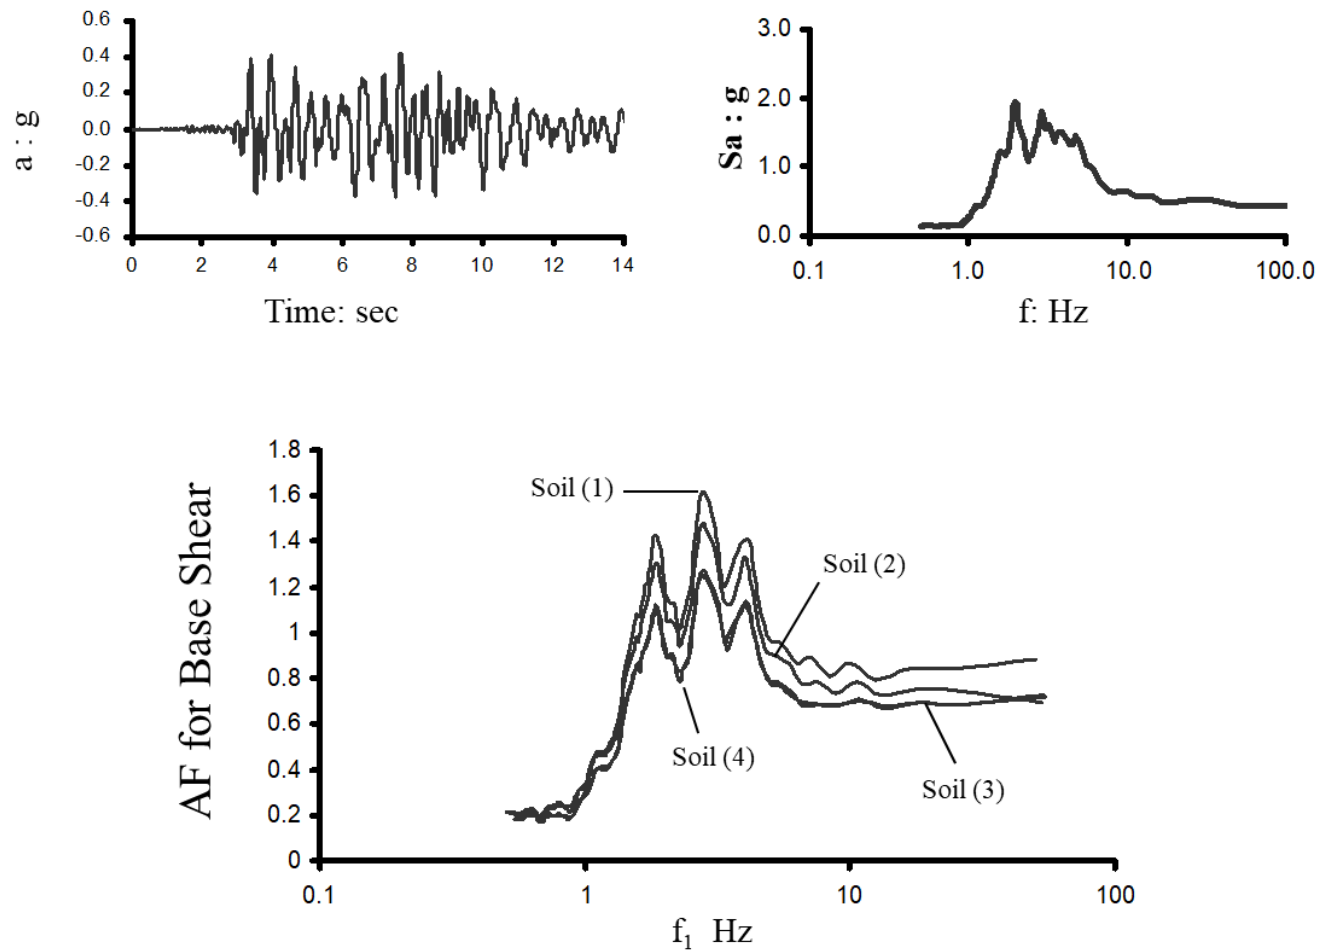 0.6
0.4
0.2
0.0
-0.2
-0.4
-0.6
a : g
0 2 4 6 8 10 12 14
Time: sec
3.0
2.0
1.0
0.0
Sa : g
0.1 1.0 10.0 100.0
f: Hz
1.8
1.6
1.4
1.2
1
0.8
0.6
0.4
0.2
0
AF for Base Shear
Soil (1)
Soil (2)
Soil (4)
Soil (3)
0.1 1 10 100
f₁ Hz